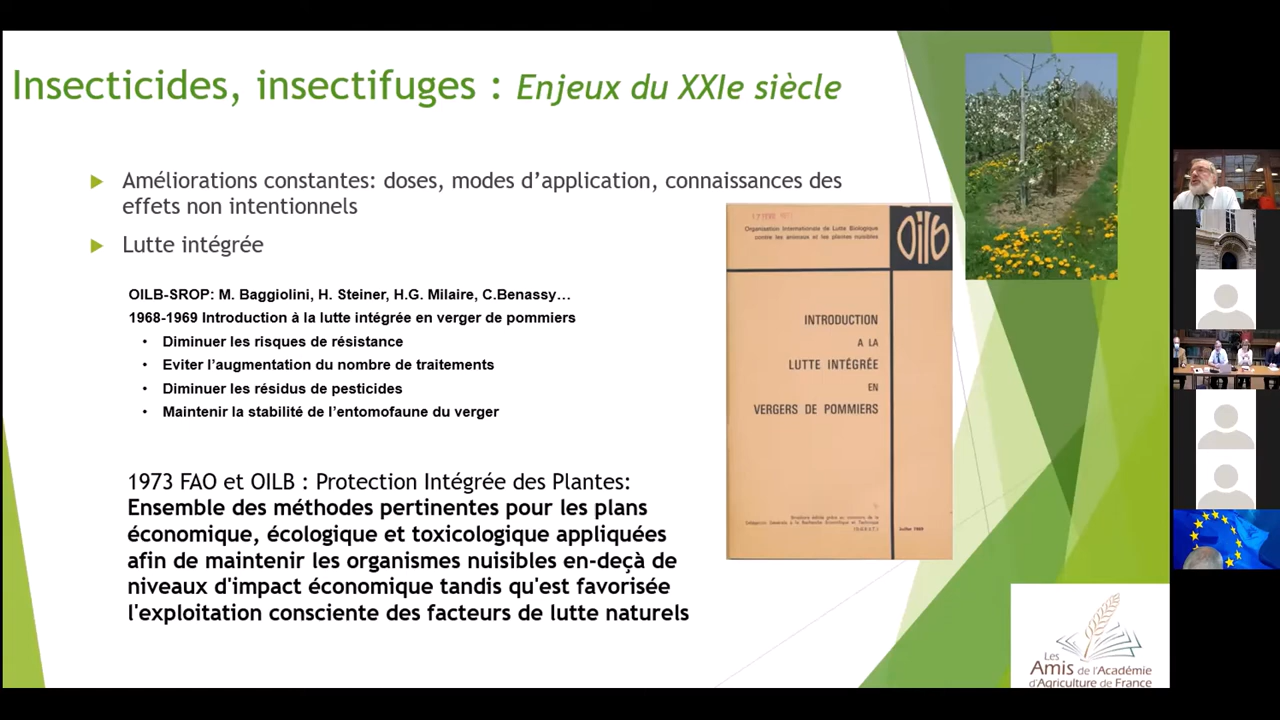 Insecticides, insectifuges : Enjeux du XXIe siècle
Améliorations constantes: doses, modes d'application, connaissances des
effets non intentionnels
Lutte intégrée
OILB-SROP: M. Baggiolini, H. Steiner, H.G. Milaire, C.Benassy…
1968-1969 Introduction à la lutte intégrée en verger de pommiers
• Diminuer les risques de résistance
• Eviter l'augmentation du nombre de traitements
• Diminuer les résidus de pesticides
• Maintenir la stabilité de l'entomofaune du verger
1973 FAO et OILB : Protection Intégrée des Plantes:
Ensemble des méthodes pertinentes pour les plans
économique, écologique et toxicologique appliquées
afin de maintenir les organismes nuisibles en-deçà de
niveaux d'impact économique tandis qu'est favorisée
l'exploitation consciente des facteurs de lutte naturels
Organisation Internationale de Lutte Biologique
contre les animaux et les plantes nuisibles
Oilb
INTRODUCTION
A LA
LUTTE INTÉGRÉE
EN
VERGERS DE POMMIERS
Juillet 1969
Les
Amis de l'Académie
d'Agriculture de France